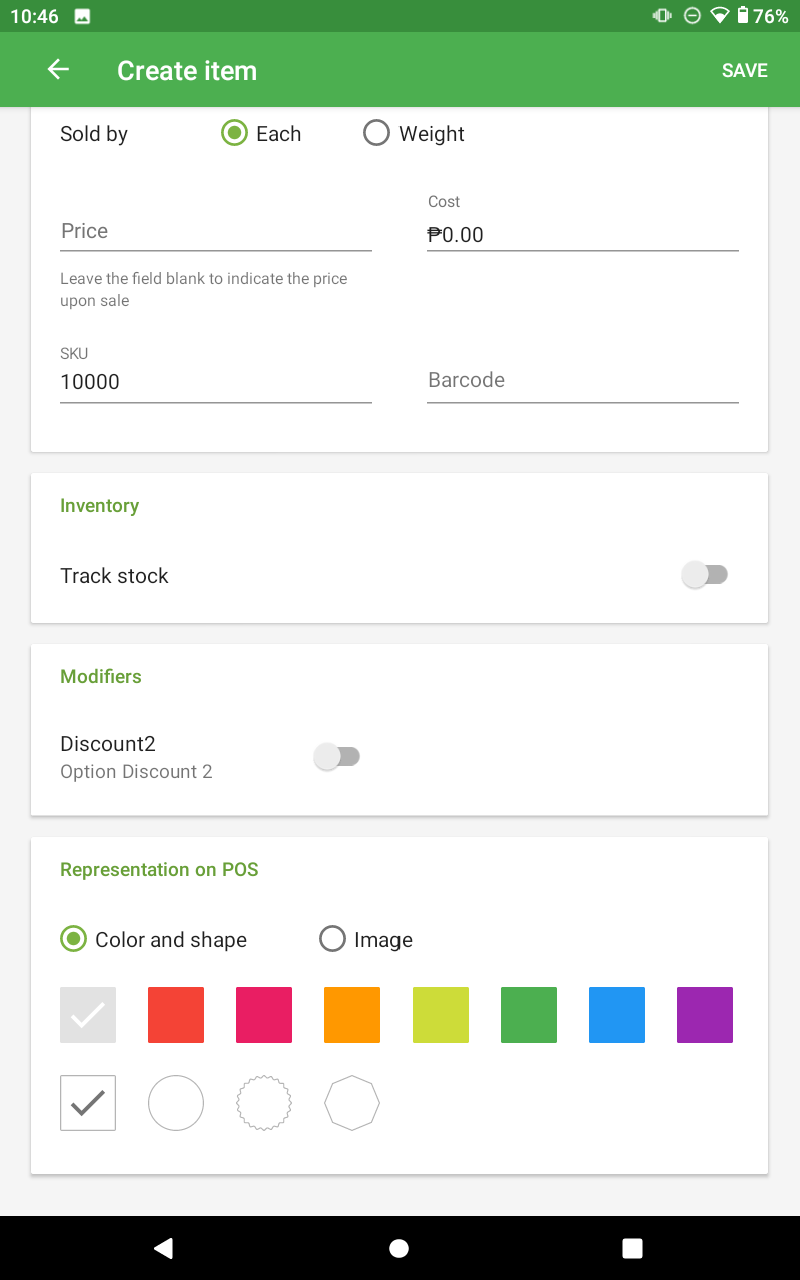 10:46
76%
Create item
SAVE
Sold by
Each
Weight
Price
Cost
₱0.00
Leave the field blank to indicate the price
upon sale
SKU
10000
Barcode
Inventory
Track stock
Modifiers
Discount2
Option Discount 2
Representation on POS
Color and shape
Image